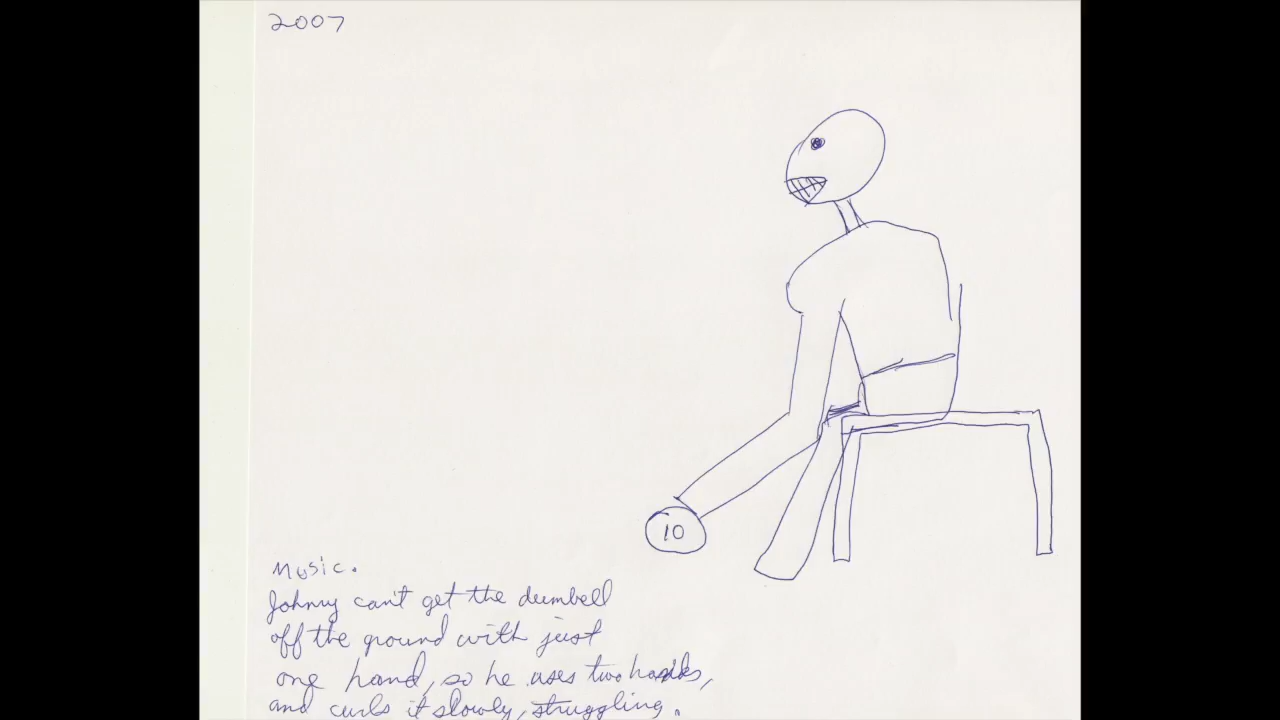 2007
10
Music.
Johnny can't get the dumbell
off the ground with just
one hand, so he uses two hands,
and curls it slowly, struggling.